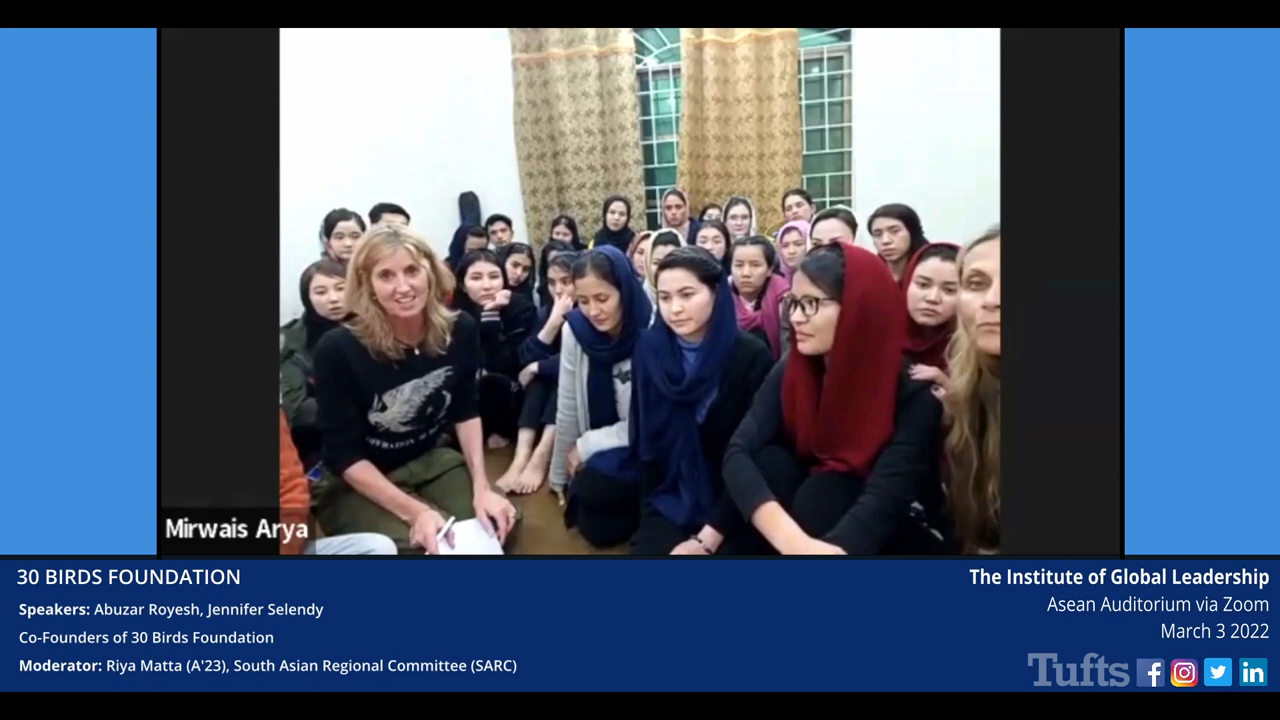 Mirwais Arya
30 BIRDS FOUNDATION
Speakers: Abuzar Royesh, Jennifer Selendy
Co-Founders of 30 Birds Foundation
Moderator: Riya Matta (A'23), South Asian Regional Committee (SARC)
The Institute of Global Leadership
Asean Auditorium via Zoom
March 3 2022
Tufts